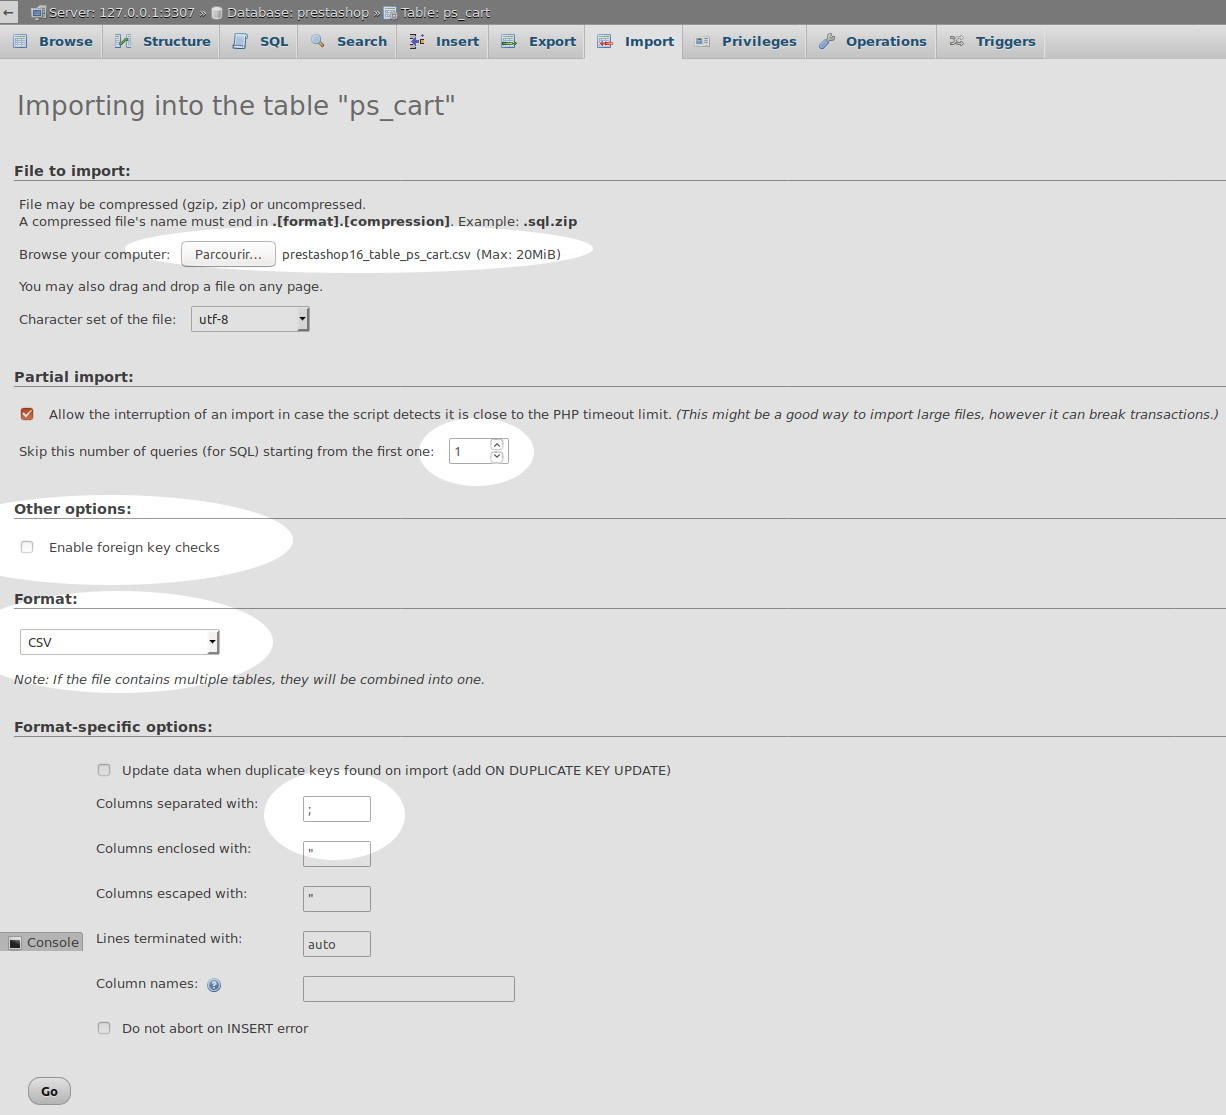 ← Server: 127.0.0.1:3307 » Database: prestashop » Table: ps_cart
Browse Structure SQL Search Insert Export Import Privileges Operations Triggers
Importing into the table "ps_cart"
File to import:
File may be compressed (gzip, zip) or uncompressed.
A compressed file's name must end in .[format].[compression]. Example: .sql.zip
Browse your computer: Parcourir... prestashop16_table_ps_cart.csv (Max: 20MiB)
You may also drag and drop a file on any page.
Character set of the file: utf-8
Partial import:
Allow the interruption of an import in case the script detects it is close to the PHP timeout limit. (This might be a good way to import large files, however it can break transactions.)
Skip this number of queries (for SQL) starting from the first one: 1
Other options:
Enable foreign key checks
Format:
CSV
Note: If the file contains multiple tables, they will be combined into one.
Format-specific options:
Update data when duplicate keys found on import (add ON DUPLICATE KEY UPDATE)
Columns separated with: ;
Columns enclosed with: "
Columns escaped with: "
Console
Lines terminated with: auto
Column names:
Do not abort on INSERT error
Go